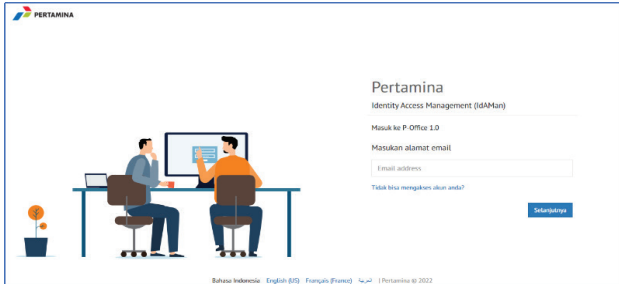 PERTAMINA
Pertamina
Identity Access Management (IdAMan)
Masuk ke P-Office 1.0
Masukan alamat email
Email address
Tidak bisa mengakses akun anda?
Selanjutnya
Bahasa Indonesia English (US) Français (France) العربية | Pertamina @ 2022